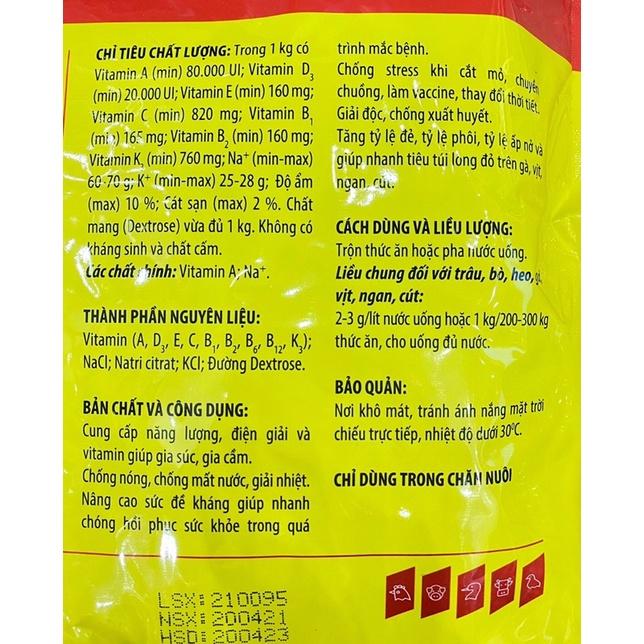 CHỈ TIÊU CHẤT LƯỢNG: Trong 1 kg có
Vitamin A (min) 80.000 UI; Vitamin D₃
(min) 20.000 UI; Vitamin E (min) 160 mg;
Vitamin C (min) 820 mg; Vitamin B₁
(min) 165 mg; Vitamin B₂ (min) 160 mg;
Vitamin K₃ (min) 760 mg; Na⁺ (min-max)
60-70 g; K⁺ (min-max) 25-28 g; Độ ẩm
(max) 10 %; Cát sạn (max) 2 %. Chất
mang (Dextrose) vừa đủ 1 kg. Không có
kháng sinh và chất cấm.
Các chất chính: Vitamin A; Na⁺.
THÀNH PHẦN NGUYÊN LIỆU:
Vitamin (A, D₃, E, C, B₁, B₂, B₆, B₁₂, K₃);
NaCl; Natri citrat; KCl; Đường Dextrose.
BẢN CHẤT VÀ CÔNG DỤNG:
Cung cấp năng lượng, điện giải và
vitamin giúp gia súc, gia cầm.
Chống nóng, chống mất nước, giải nhiệt.
Nâng cao sức đề kháng giúp nhanh
chóng hồi phục sức khỏe trong quá
trình mắc bệnh.
Chống stress khi cắt mỏ, chuyển
chuồng, làm vaccine, thay đổi thời tiết.
Giải độc, chống xuất huyết.
Tăng tỷ lệ đẻ, tỷ lệ phôi, tỷ lệ ấp nở và
giúp nhanh tiêu túi lòng đỏ trên gà, vịt,
ngan, cút.
CÁCH DÙNG VÀ LIỀU LƯỢNG:
Trộn thức ăn hoặc pha nước uống.
Liều chung đối với trâu, bò, heo, gà,
vịt, ngan, cút:
2-3 g/lít nước uống hoặc 1 kg/200-300 kg
thức ăn, cho uống đủ nước.
BẢO QUẢN:
Nơi khô mát, tránh ánh nắng mặt trời
chiếu trực tiếp, nhiệt độ dưới 30⁰C.
CHỈ DÙNG TRONG CHĂN NUÔI
LSX: 210095
NSX: 200421
HSD: 200423